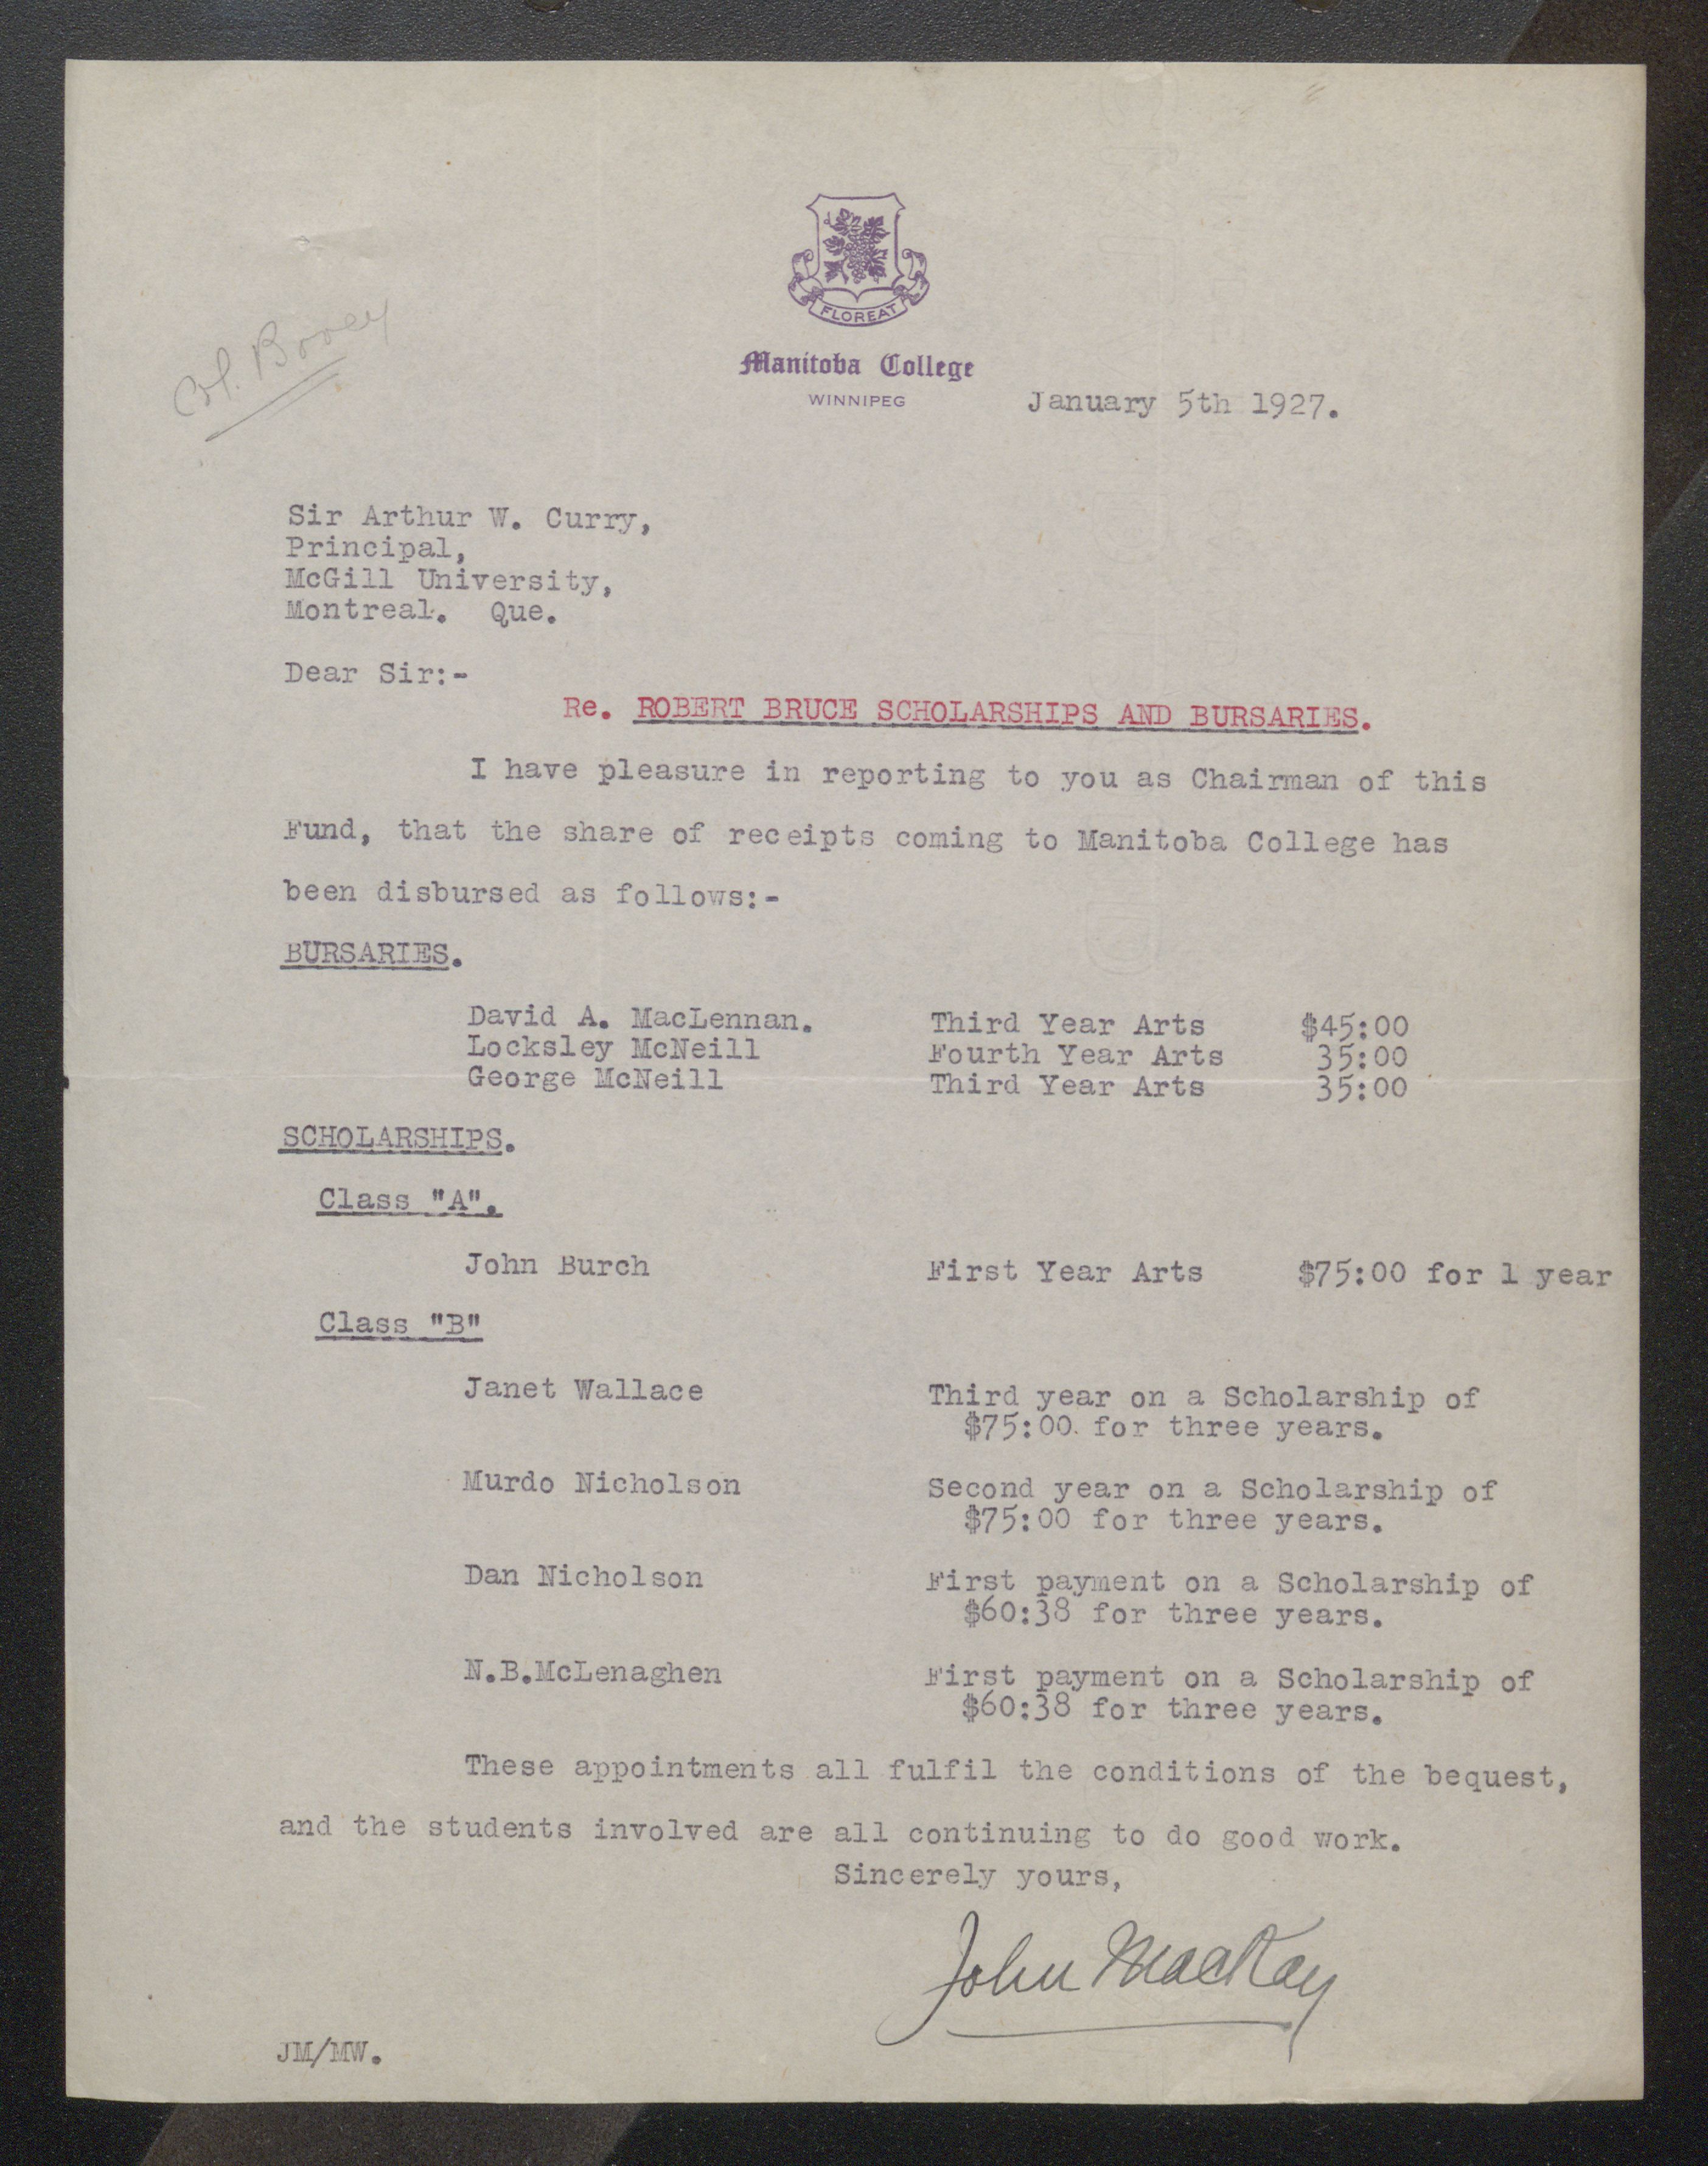 FLOREAT
Manitoba College
WINNIPEG
January 5th 1927.
Sir Arthur W. Curry,
Principal,
McGill University,
Montreal. Que.
Dear Sir:-
Re. ROBERT BRUCE SCHOLARSHIPS AND BURSARIES.
I have pleasure in reporting to you as Chairman of this
Fund, that the share of receipts coming to Manitoba College has
been disbursed as follows:-
BURSARIES.
David A. MacLennan. Third Year Arts $45:00
Locksley McNeill Fourth Year Arts 35:00
George McNeill Third Year Arts 35:00
SCHOLARSHIPS.
Class "A".
John Burch First Year Arts $75:00 for 1 year
Class "B"
Janet Wallace Third year on a Scholarship of
$75:00 for three years.
Murdo Nicholson Second year on a Scholarship of
$75:00 for three years.
Dan Nicholson First payment on a Scholarship of
$60:38 for three years.
N.B.McLenaghen First payment on a Scholarship of
$60:38 for three years.
These appointments all fulfil the conditions of the bequest,
and the students involved are all continuing to do good work.
Sincerely yours,
John MacKay
JM/MW.